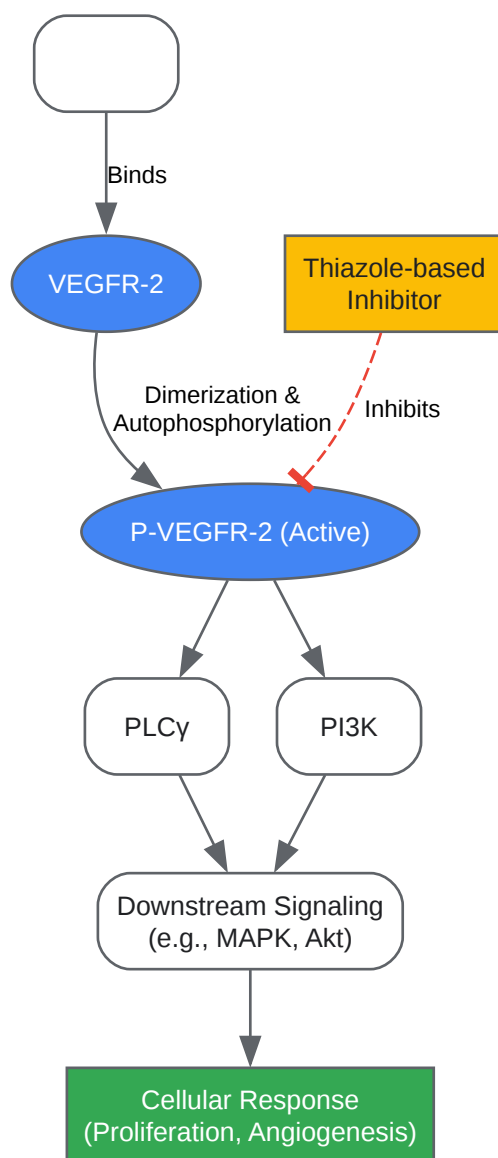 Binds
VEGFR-2
Thiazole-based
Inhibitor
Dimerization &
Autophosphorylation
Inhibits
P-VEGFR-2 (Active)
PLCγ
PI3K
Downstream Signaling
(e.g., MAPK, Akt)
Cellular Response
(Proliferation, Angiogenesis)